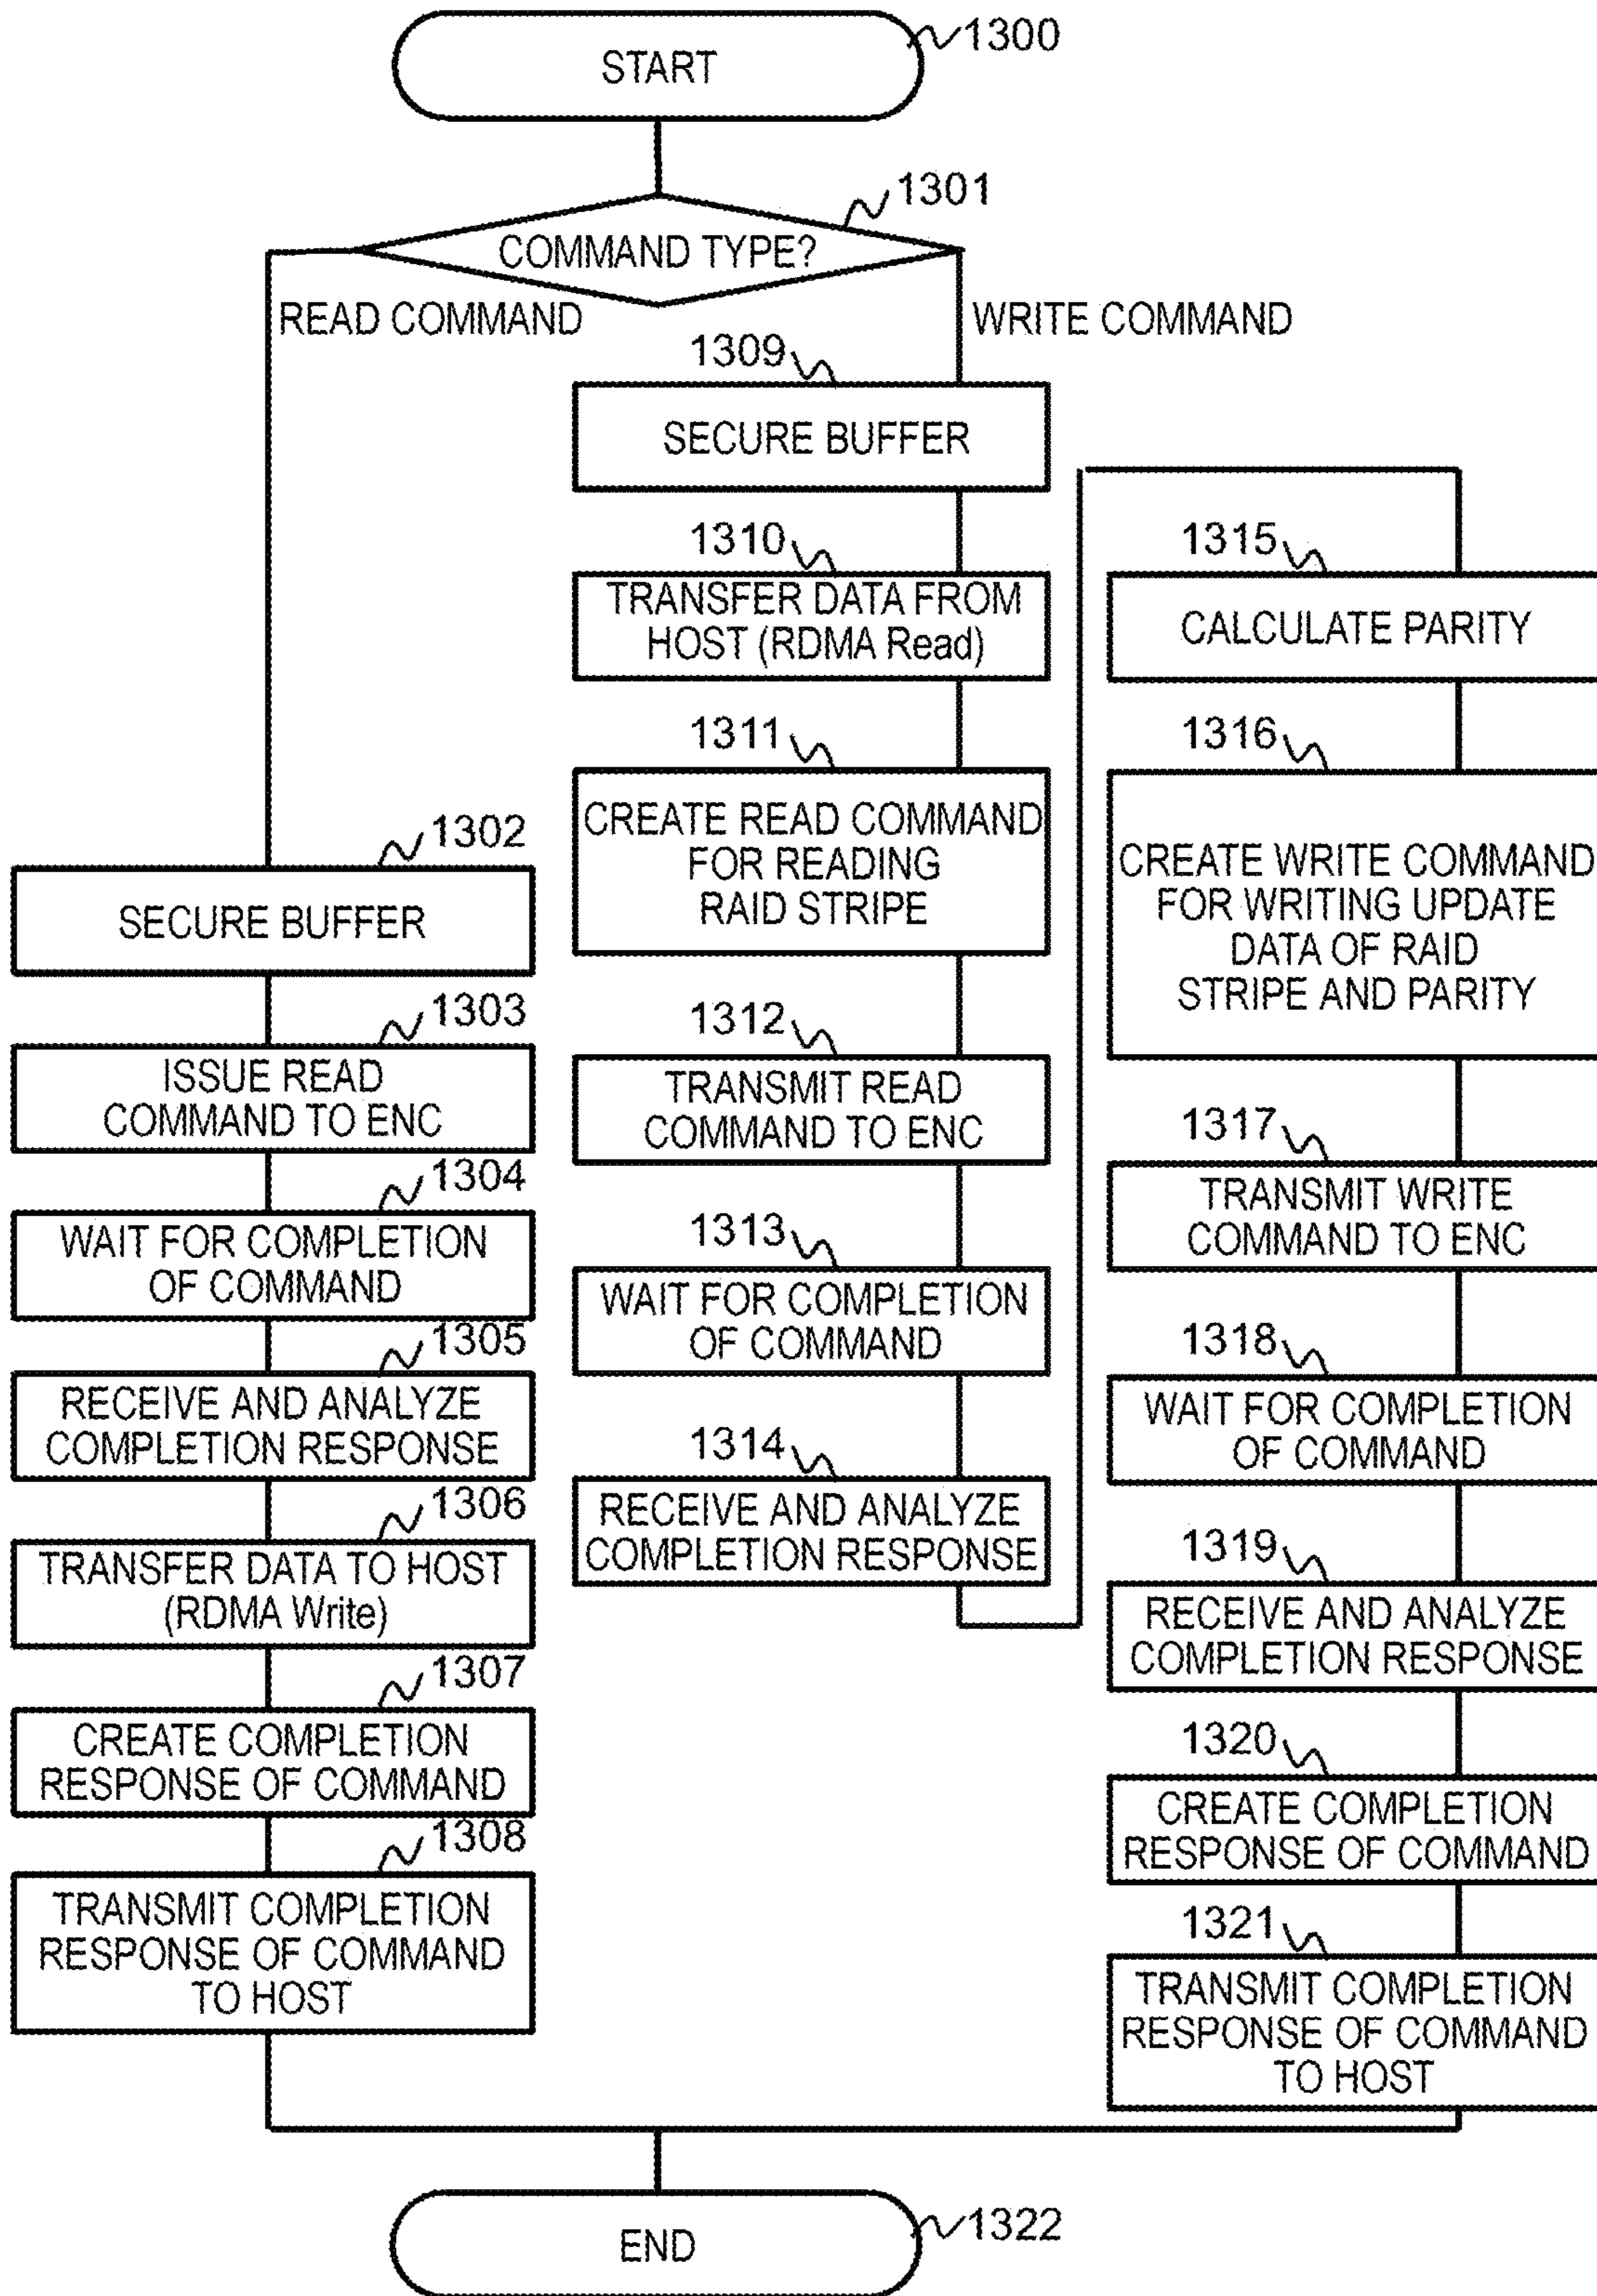 START
1300
1301
COMMAND TYPE?
READ COMMAND
WRITE COMMAND
1302
SECURE BUFFER
1303
ISSUE READ
COMMAND TO ENC
1304
WAIT FOR COMPLETION
OF COMMAND
1305
RECEIVE AND ANALYZE
COMPLETION RESPONSE
1306
TRANSFER DATA TO HOST
(RDMA Write)
1307
CREATE COMPLETION
RESPONSE OF COMMAND
1308
TRANSMIT COMPLETION
RESPONSE OF COMMAND
TO HOST
1309
SECURE BUFFER
1310
TRANSFER DATA FROM
HOST (RDMA Read)
1311
CREATE READ COMMAND
FOR READING
RAID STRIPE
1312
TRANSMIT READ
COMMAND TO ENC
1313
WAIT FOR COMPLETION
OF COMMAND
1314
RECEIVE AND ANALYZE
COMPLETION RESPONSE
1315
CALCULATE PARITY
1316
CREATE WRITE COMMAND
FOR WRITING UPDATE
DATA OF RAID
STRIPE AND PARITY
1317
TRANSMIT WRITE
COMMAND TO ENC
1318
WAIT FOR COMPLETION
OF COMMAND
1319
RECEIVE AND ANALYZE
COMPLETION RESPONSE
1320
CREATE COMPLETION
RESPONSE OF COMMAND
1321
TRANSMIT COMPLETION
RESPONSE OF COMMAND
TO HOST
END
1322